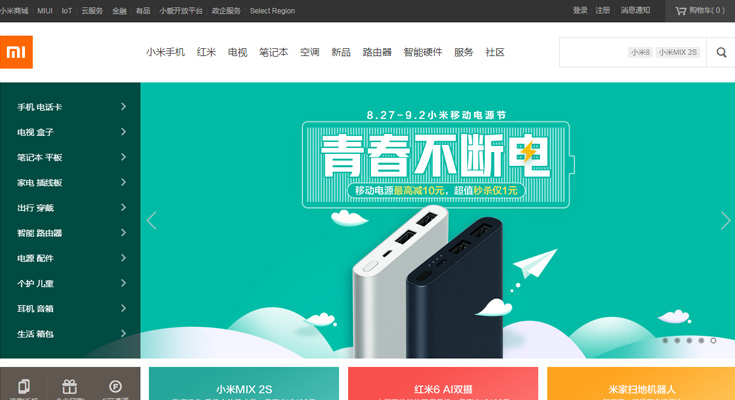 小米商城 MIUI IoT 云服务 金融 有品 小爱开放平台 政企服务 Select Region 登录 注册 消息通知 购物车( 0 )
小米手机 红米 电视 笔记本 空调 新品 路由器 智能硬件 服务 社区 小米8 小米MIX 2S
手机 电话卡
电视 盒子
笔记本 平板
家电 插线板
出行 穿戴
智能 路由器
电源 配件
个护 儿童
耳机 音箱
生活 箱包
8.27-9.2小米移动电源节
青春不断电
移动电源最高减10元，超值秒杀仅1元
小米MIX 2S
红米6 AI双摄
米家扫地机器人